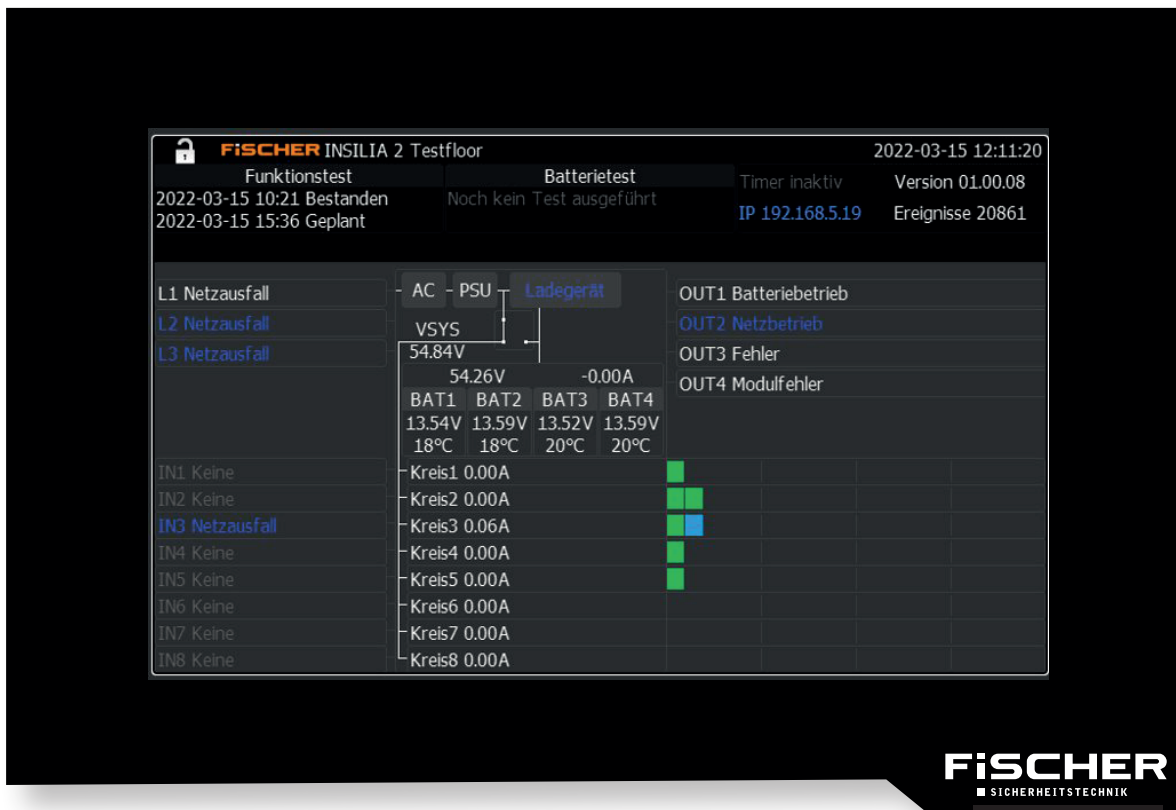 FiSCHER INSILIA 2 Testfloor 2022-03-15 12:11:20
Funktionstest Batterietest Timer inaktiv Version 01.00.08
2022-03-15 10:21 Bestanden Noch kein Test ausgeführt
2022-03-15 15:36 Geplant IP 192.168.5.19 Ereignisse 20861
L1 Netzausfall AC PSU Ladegerät OUT1 Batteriebetrieb
L2 Netzausfall VSYS OUT2 Netzbetrieb
L3 Netzausfall 54.84V OUT3 Fehler
54.26V -0.00A OUT4 Modulfehler
BAT1 BAT2 BAT3 BAT4
13.54V 13.59V 13.52V 13.59V
18°C 18°C 20°C 20°C
IN1 Keine Kreis1 0.00A
IN2 Keine Kreis2 0.00A
IN3 Netzausfall Kreis3 0.06A
IN4 Keine Kreis4 0.00A
IN5 Keine Kreis5 0.00A
IN6 Keine Kreis6 0.00A
IN7 Keine Kreis7 0.00A
IN8 Keine Kreis8 0.00A
FiSCHER
SICHERHEITSTECHNIK